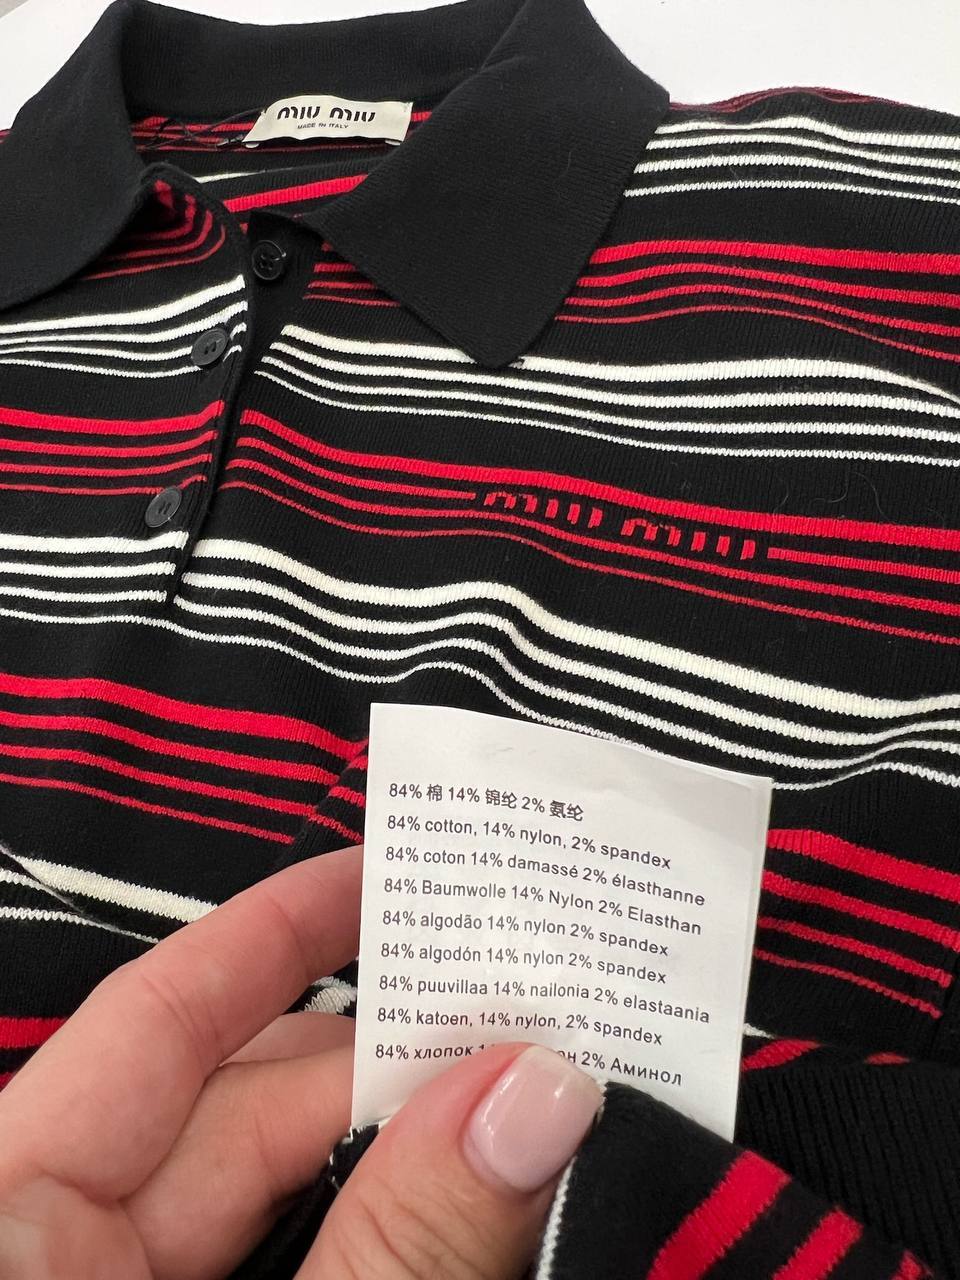 miu miu
MADE IN ITALY
miu miu
84% 棉 14% 锦纶 2% 氨纶
84% cotton, 14% nylon, 2% spandex
84% coton 14% damassé 2% élasthanne
84% Baumwolle 14% Nylon 2% Elasthan
84% algodão 14% nylon 2% spandex
84% algodón 14% nylon 2% spandex
84% puuvillaa 14% nailonia 2% elastaania
84% katoen, 14% nylon, 2% spandex
84% хлопок 2% Аминол